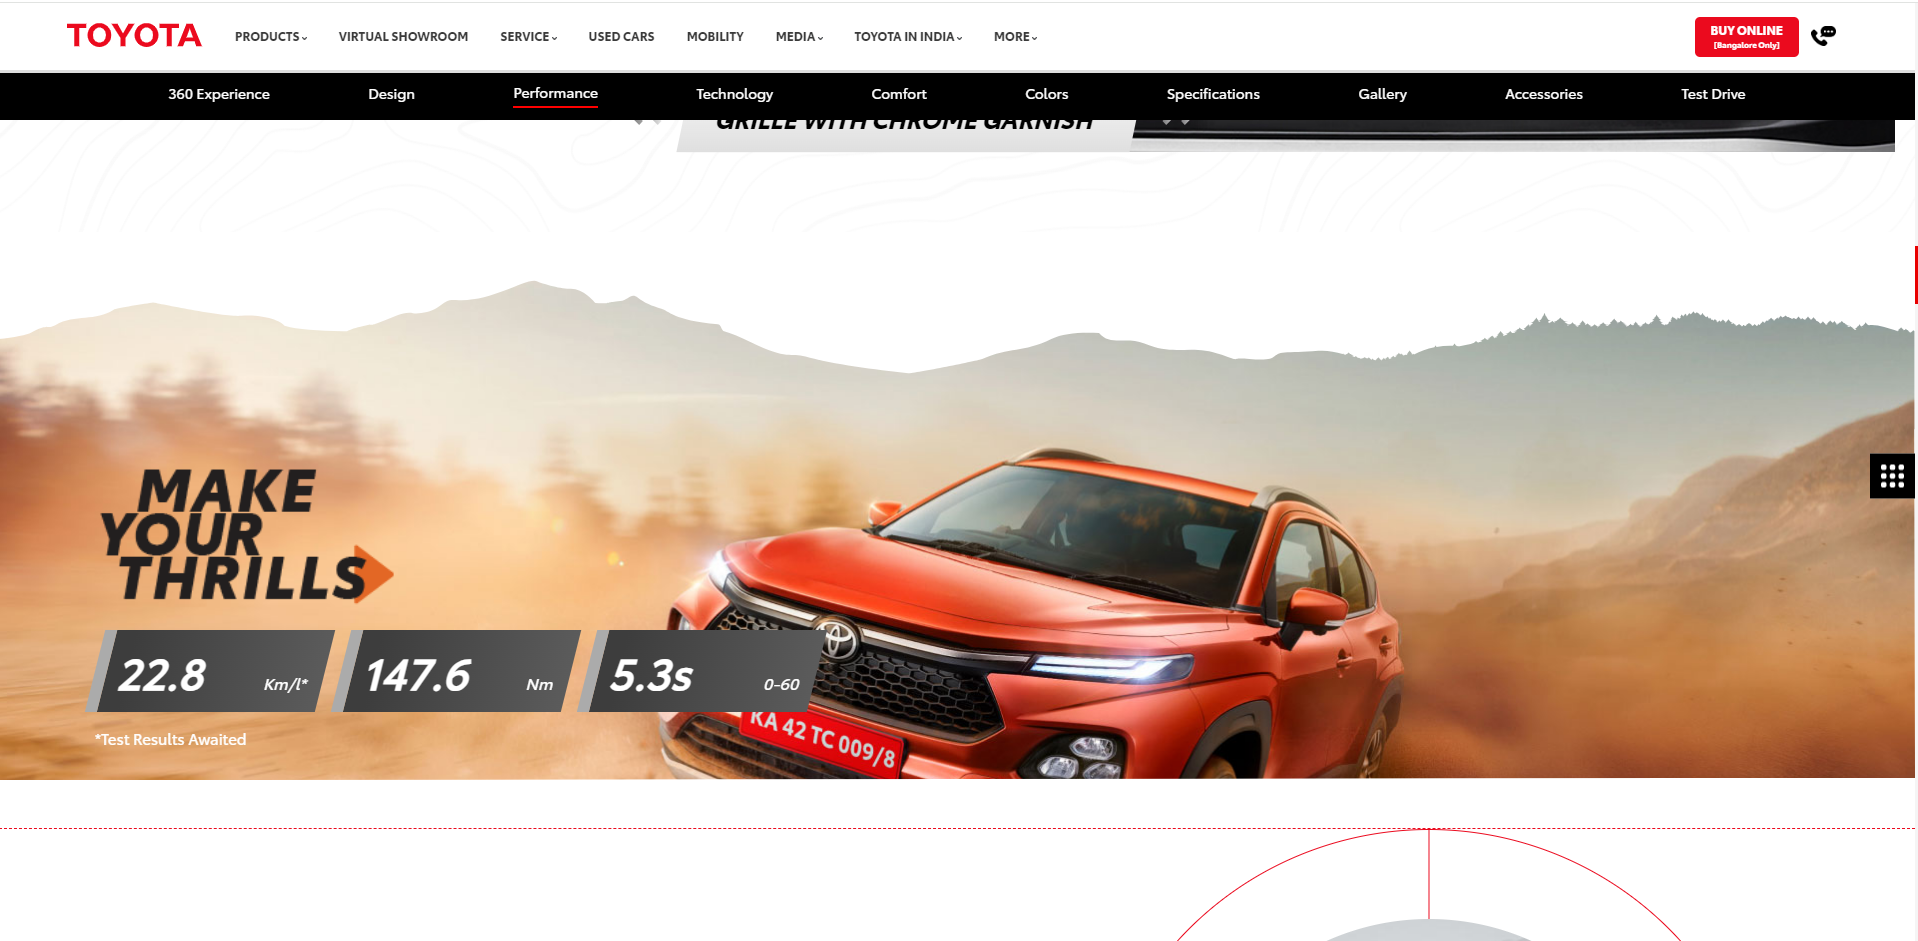 TOYOTA
PRODUCTS
VIRTUAL SHOWROOM
SERVICE
USED CARS
MOBILITY
MEDIA
TOYOTA IN INDIA
MORE
BUY ONLINE
[Bangalore Only]
360 Experience
Design
Performance
Technology
Comfort
Colors
Specifications
Gallery
Accessories
Test Drive
GRILLE WITH CHROME GARNISH
MAKE
YOUR
THRILLS
22.8 Km/l*
147.6 Nm
5.3s 0-60
*Test Results Awaited
KA 42 TC 009/8